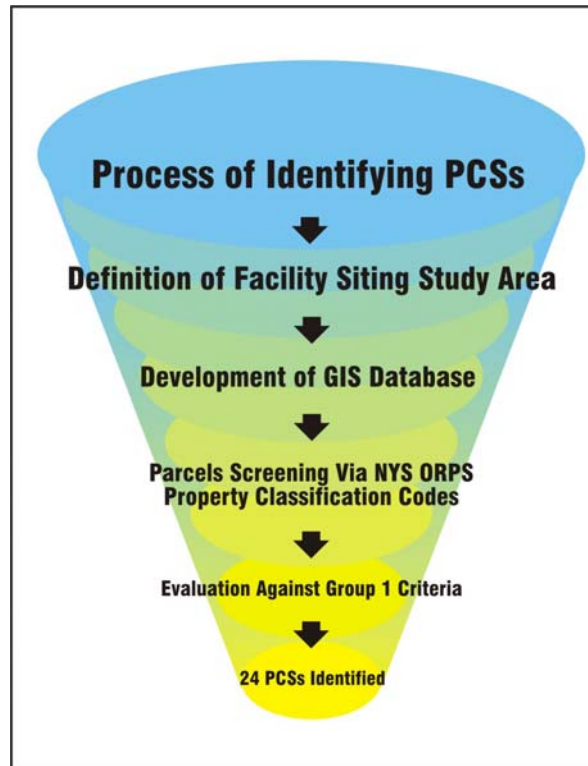 Process of Identifying PCSs
Definition of Facility Siting Study Area
Development of GIS Database
Parcels Screening Via NYS ORPS
Property Classification Codes
Evaluation Against Group 1 Criteria
24 PCSs Identified